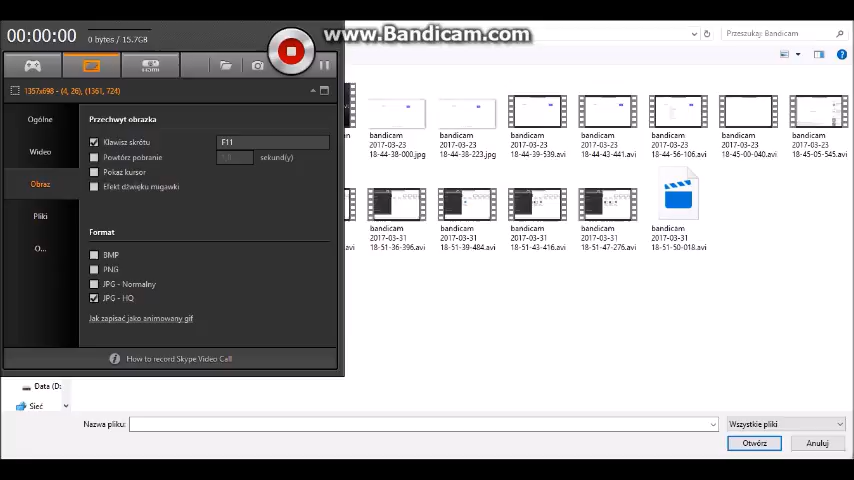 www.Bandicam.com
00:00:00
0 bytes / 15.7GB
1357x698 - (4, 26), (1361, 724)
HDMI
Przeszukaj: Bandicam
Ogólne
Wideo
Obraz
Pliki
O...
Przechwyt obrazka
Klawisz skrótu
F11
Powtórz pobranie
1,0
sekund(y)
Pokaż kursor
Efekt dźwięku migawki
Format
BMP
PNG
JPG - Normalny
JPG - HQ
Jak zapisać jako animowany gif
How to record Skype Video Call
bandicam
2017-03-23
18-44-38-000.jpg
bandicam
2017-03-23
18-44-38-223.jpg
bandicam
2017-03-23
18-44-39-539.avi
bandicam
2017-03-23
18-44-43-441.avi
bandicam
2017-03-23
18-44-56-106.avi
bandicam
2017-03-23
18-45-00-040.avi
bandicam
2017-03-23
18-45-05-545.avi
bandicam
2017-03-31
18-51-36-396.avi
bandicam
2017-03-31
18-51-39-484.avi
bandicam
2017-03-31
18-51-43-416.avi
bandicam
2017-03-31
18-51-47-276.avi
bandicam
2017-03-31
18-51-50-018.avi
Data (D:
Sieć
Nazwa pliku:
Wszystkie pliki
Otwórz
Anuluj